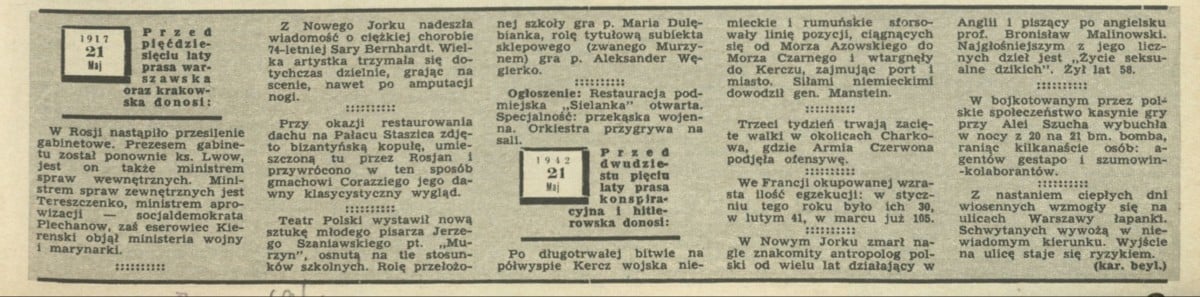 1917
21
Maj
Przed
pięćdzie-
sięciu laty
prasa war-
szawska
oraz krakow-
ska donosi:
W Rosji nastąpiło przesilenie
gabinetowe. Prezesem gabine-
tu został ponownie ks. Lwow,
jest on także ministrem
spraw wewnętrznych. Mini-
strem spraw zewnętrznych jest
Tereszczenko, ministrem apro-
wizacji — socjaldemokrata
Plechanow, zaś eserowiec Kie-
renski objął ministeria wojny
i marynarki.
Z Nowego Jorku nadeszła
wiadomość o ciężkiej chorobie
74-letniej Sary Bernhardt. Wiel-
ka artystka trzymała się do-
tychczas dzielnie, grając na
scenie, nawet po amputacji
nogi.
Przy okazji restaurowania
dachu na Pałacu Staszica zdję-
to bizantyńską kopułę, umie-
szczoną tu przez Rosjan i
przywrócono w ten sposób
gmachowi Corazziego jego da-
wny klasycystyczny wygląd.
Teatr Polski wystawił nową
sztukę młodego pisarza Jerze-
go Szaniawskiego pt. „Mu-
rzyn", osnutą na tle stosun-
ków szkolnych. Rolę przełożo-
nej szkoły gra p. Maria Dulę-
bianka, rolę tytułową subiekta
sklepowego (zwanego Murzy-
nem) gra p. Aleksander Wę-
gierko.
Ogłoszenie: Restauracja pod-
miejska „Sielanka" otwarta.
Specjalność: przekąska wojen-
na. Orkiestra przygrywa na
sali.
1942
21
Maj
Przed
dwudzie-
stu pięciu
laty prasa
konspira-
cyjna i hitle-
rowska donosi:
Po długotrwałej bitwie na
półwyspie Kercz wojska nie-
mieckie i rumuńskie sforso-
wały linię pozycji, ciągnących
się od Morza Azowskiego do
Morza Czarnego i wtargnęły
do Kerczu, zajmując port i
miasto. Siłami niemieckimi
dowodził gen. Manstein.
Trzeci tydzień trwają zacię-
te walki w okolicach Charko-
wa, gdzie Armia Czerwona
podjęła ofensywę.
We Francji okupowanej wzra-
sta ilość egzekucji: w stycz-
niu tego roku było ich 30,
w lutym 41, w marcu już 105.
W Nowym Jorku zmarł na-
gle znakomity antropolog pol-
ski od wielu lat działający w
Anglii i piszący po angielsku
prof. Bronisław Malinowski.
Najgłośniejszym z jego licz-
nych dzieł jest „Życie seksu-
alne dzikich". Żył lat 58.
W bojkotowanym przez pol-
skie społeczeństwo kasynie gry
przy Alei Szucha wybuchła
w nocy z 20 na 21 bm. bomba,
raniąc kilkanaście osób: a-
gentów gestapo i szumowin-
-kolaborantów.
Z nastaniem ciepłych dni
wiosennych wzmogły się na
ulicach Warszawy łapanki.
Schwytanych wywożą w nie-
wiadomym kierunku. Wyjście
na ulicę staje się ryzykiem.
(kar. beyl.)